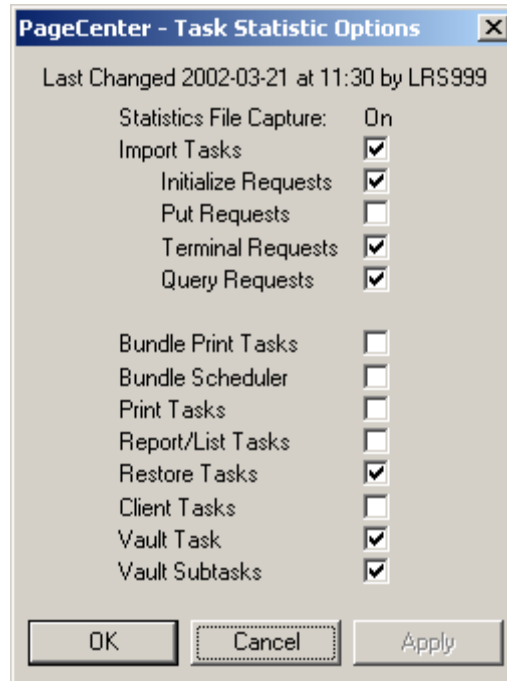 PageCenter - Task Statistic Options
Last Changed 2002-03-21 at 11:30 by LRS999
Statistics File Capture: On
Import Tasks
Initialize Requests
Put Requests
Terminal Requests
Query Requests
Bundle Print Tasks
Bundle Scheduler
Print Tasks
Report/List Tasks
Restore Tasks
Client Tasks
Vault Task
Vault Subtasks
OK Cancel Apply